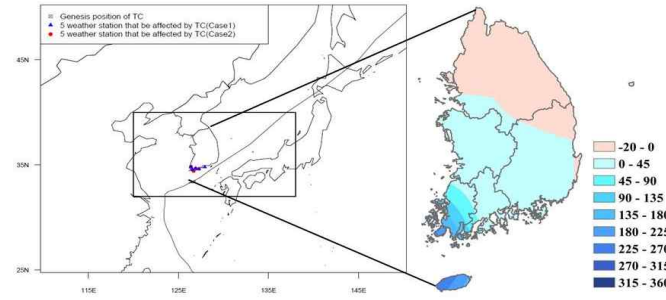 Genesis position of TC
5 weather station that be affected by TC(Case1)
5 weather station that be affected by TC(Case2)
45N
35N
25N
115E
125E
135E
145E
-20 - 0
0 - 45
45 - 90
90 - 135
135 - 180
180 - 225
225 - 270
270 - 315
315 - 360